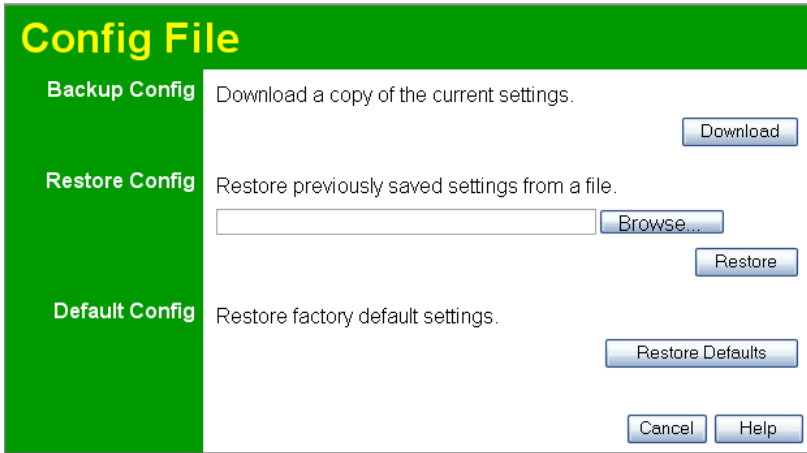 Config File
Backup Config
Download a copy of the current settings.
Download
Restore Config
Restore previously saved settings from a file.
Browse...
Restore
Default Config
Restore factory default settings.
Restore Defaults
Cancel Help